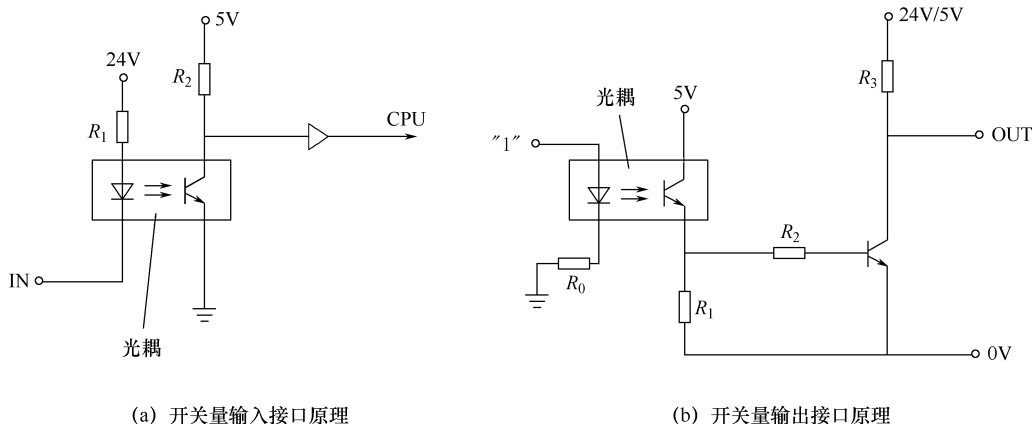 5V
24V
R₂
R₁
CPU
IN
光耦
(a) 开关量输入接口原理
24V/5V
R₃
光耦
5V
"1"
OUT
R₂
R₀
R₁
0V
(b) 开关量输出接口原理